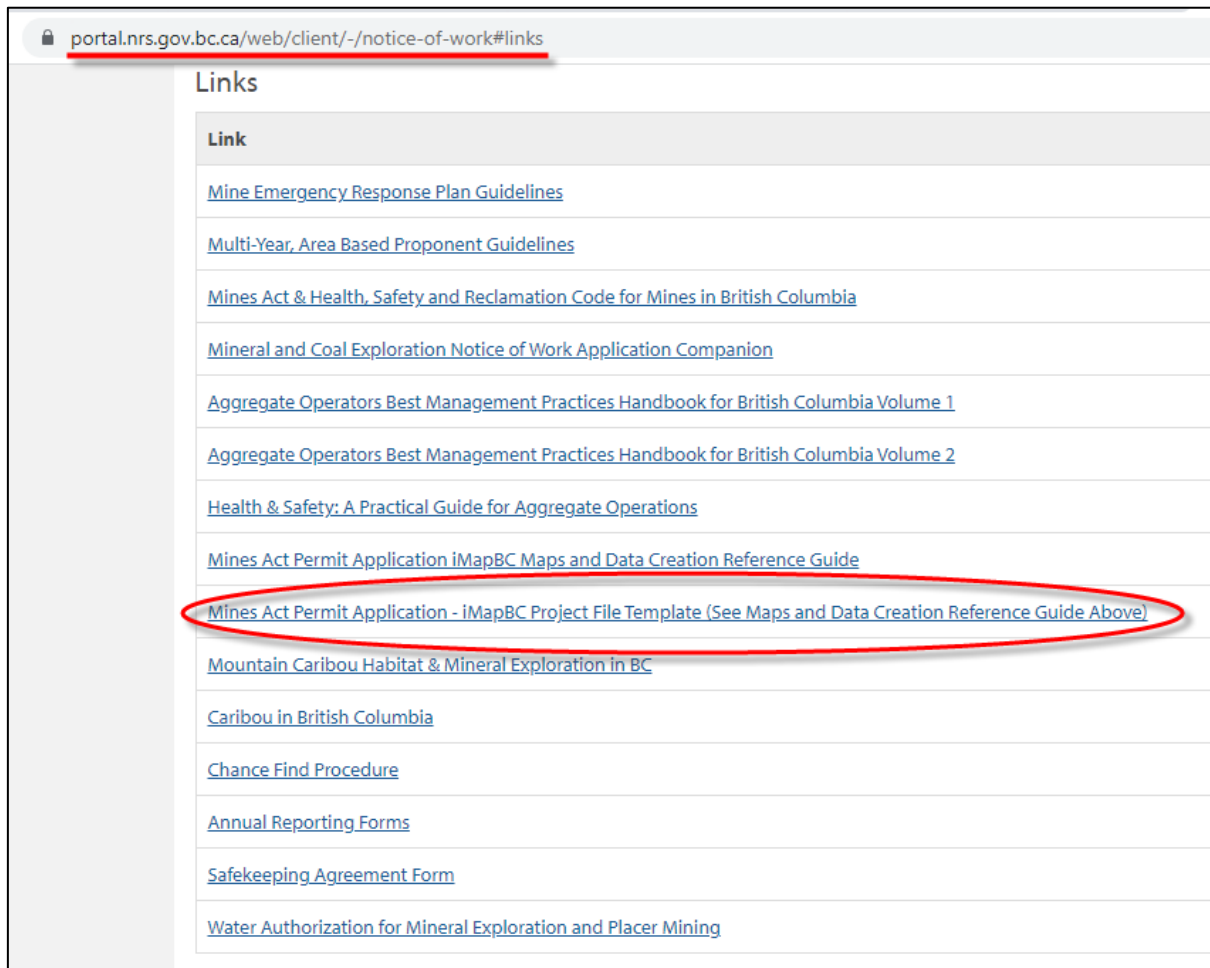 portal.nrs.gov.bc.ca/web/client/-/notice-of-work#links
Links
Link
Mine Emergency Response Plan Guidelines
Multi-Year, Area Based Proponent Guidelines
Mines Act & Health, Safety and Reclamation Code for Mines in British Columbia
Mineral and Coal Exploration Notice of Work Application Companion
Aggregate Operators Best Management Practices Handbook for British Columbia Volume 1
Aggregate Operators Best Management Practices Handbook for British Columbia Volume 2
Health & Safety: A Practical Guide for Aggregate Operations
Mines Act Permit Application iMapBC Maps and Data Creation Reference Guide
Mines Act Permit Application - iMapBC Project File Template (See Maps and Data Creation Reference Guide Above)
Mountain Caribou Habitat & Mineral Exploration in BC
Caribou in British Columbia
Chance Find Procedure
Annual Reporting Forms
Safekeeping Agreement Form
Water Authorization for Mineral Exploration and Placer Mining